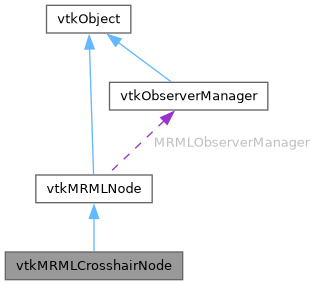 vtkObject
vtkObserverManager
MRMLObserverManager
vtkMRMLNode
vtkMRMLCrosshairNode